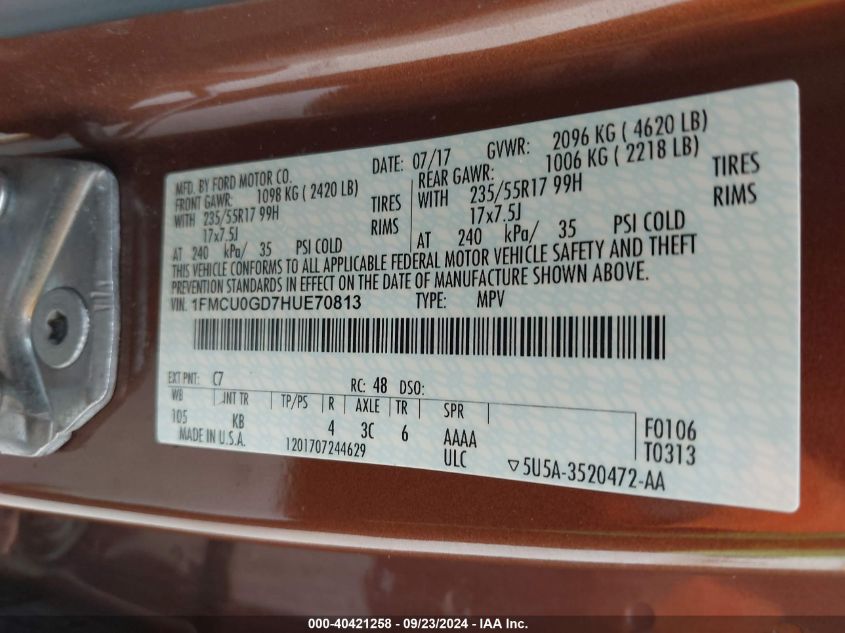 MFD. BY FORD MOTOR CO.
DATE: 07/17 GVWR: 2096 KG ( 4620 LB)
FRONT GAWR: 1098 KG ( 2420 LB)
REAR GAWR: 1006 KG ( 2218 LB)
WITH 235/55R17 99H TIRES
WITH 235/55R17 99H TIRES
17x7.5J RIMS
17x7.5J RIMS
AT 240 kPa/ 35 PSI COLD
AT 240 kPa/ 35 PSI COLD
THIS VEHICLE CONFORMS TO ALL APPLICABLE FEDERAL MOTOR VEHICLE SAFETY AND THEFT
PREVENTION STANDARDS IN EFFECT ON THE DATE OF MANUFACTURE SHOWN ABOVE.
VIN: 1FMCU0GD7HUE70813 TYPE: MPV
EXT PNT: C7 RC: 48 DSO:
WB INT TR TP/PS R AXLE TR SPR
105 KB 4 3C 6 AAAA F0106
MADE IN U.S.A. 1201707244629 ULC T0313
▽5U5A-3520472-AA
000-40421258 - 09/23/2024 - IAA Inc.